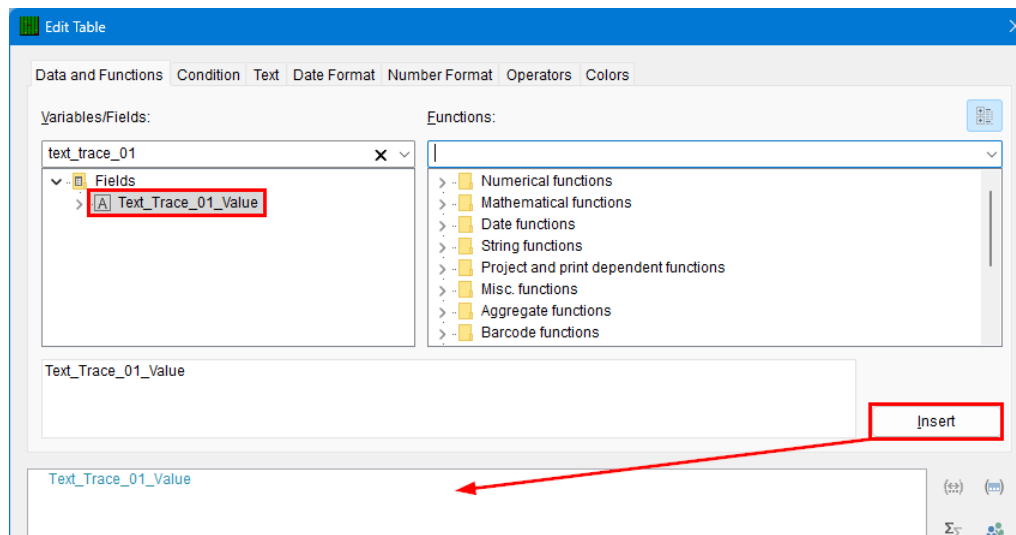 Edit Table
Data and Functions Condition Text Date Format Number Format Operators Colors
Variables/Fields: Functions:
text_trace_01
Fields
A Text_Trace_01_Value
Numerical functions
Mathematical functions
Date functions
String functions
Project and print dependent functions
Misc. functions
Aggregate functions
Barcode functions
Text_Trace_01_Value
Insert
Text_Trace_01_Value